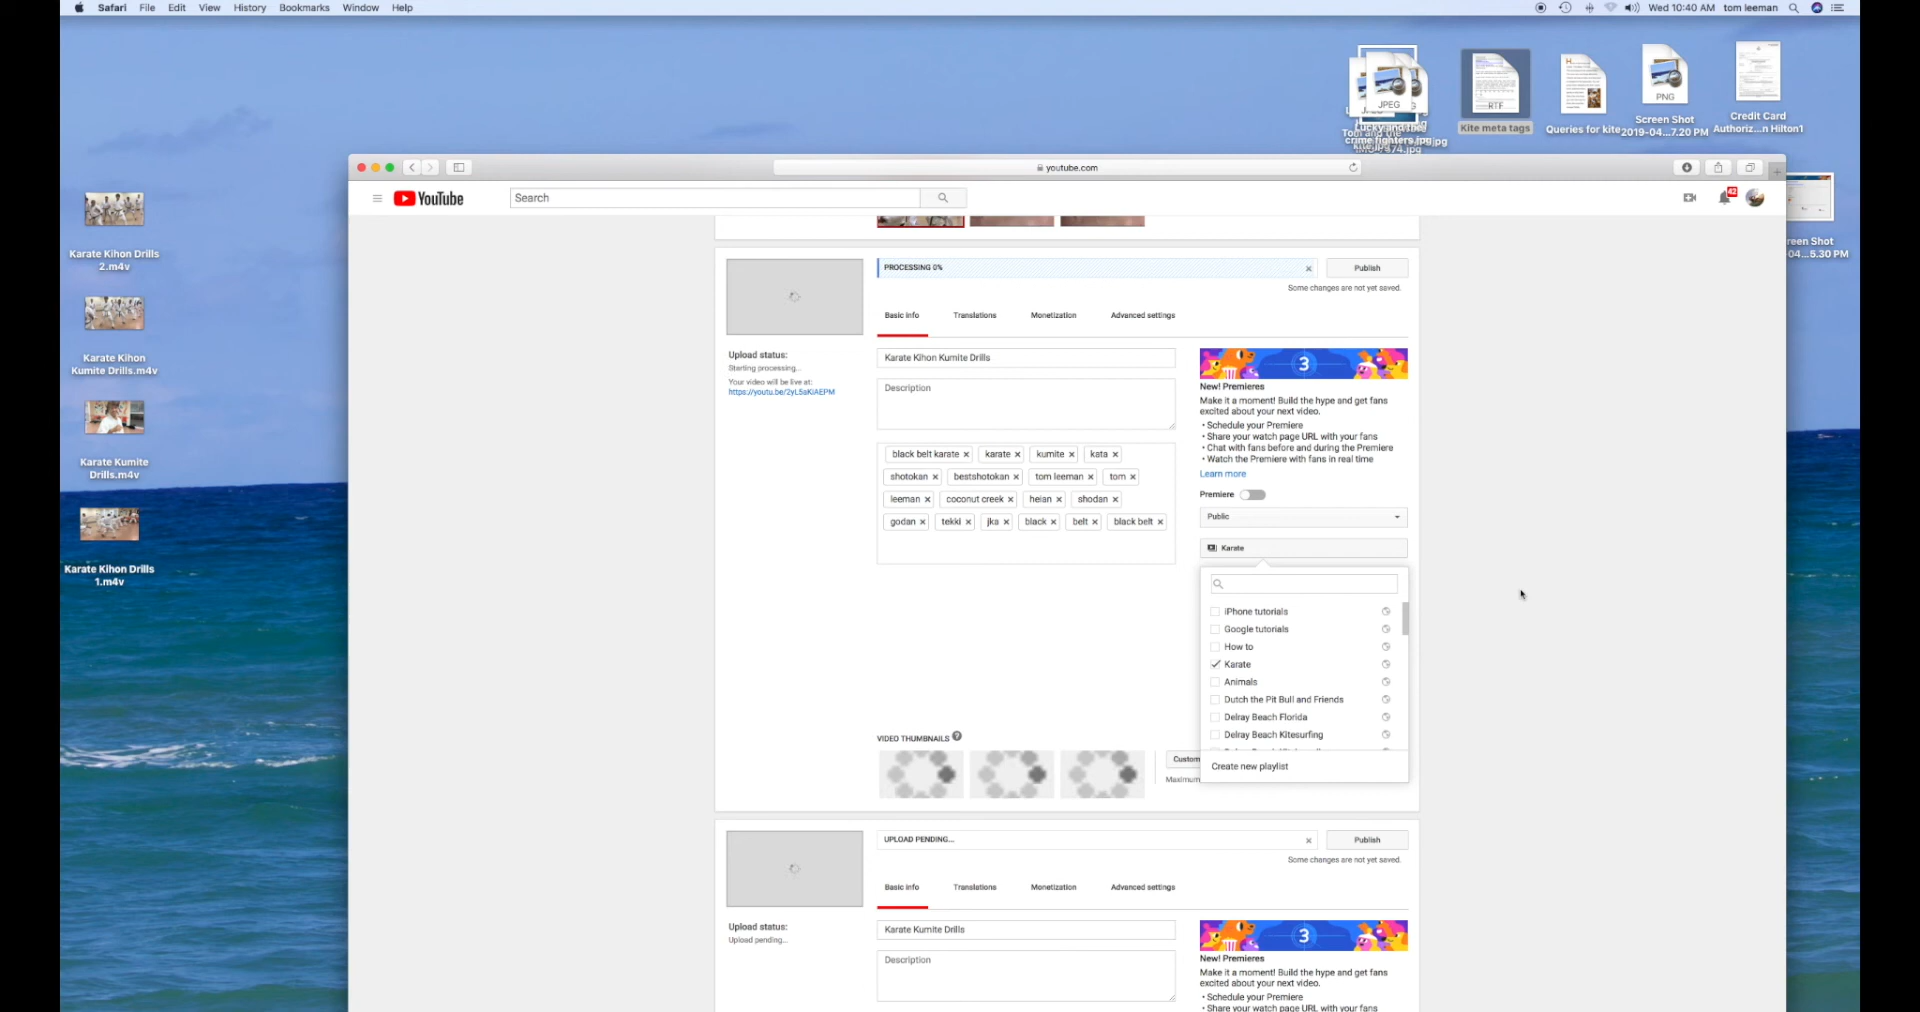 Safari File Edit View History Bookmarks Window Help
Wed 10:40 AM tom leeman
JPEG
RTF
PNG
Kite meta tags
Queries for kite
Screen Shot
2019-04...7.20 PM
Credit Card
Authoriz...n Hilton1
Lucky and the
crime fighters.jpg
Karate Kihon Drills
2.m4v
Karate Kihon
Kumite Drills.m4v
Karate Kumite
Drills.m4v
Karate Kihon Drills
1.m4v
youtube.com
YouTube
Search
42
PROCESSING 0%
Publish
Some changes are not yet saved.
Basic info Translations Monetization Advanced settings
Upload status:
Starting processing...
Your video will be live at:
https://youtu.be/2yL5aKiAEPM
Karate Kihon Kumite Drills
Description
black belt karate × karate × kumite × kata ×
shotokan × bestshotokan × tom leeman × tom ×
leeman × coconut creek × heian × shodan ×
godan × tekki × jka × black × belt × black belt ×
3
New! Premieres
Make it a moment! Build the hype and get fans
excited about your next video.
• Schedule your Premiere
• Share your watch page URL with your fans
• Chat with fans before and during the Premiere
• Watch the Premiere with fans in real time
Learn more
Premiere
Public
Karate
iPhone tutorials
Google tutorials
How to
Karate
Animals
Dutch the Pit Bull and Friends
Delray Beach Florida
Delray Beach Kitesurfing
Create new playlist
VIDEO THUMBNAILS ?
Custom
Maximum
UPLOAD PENDING...
Publish
Some changes are not yet saved.
Basic info Translations Monetization Advanced settings
Upload status:
Upload pending...
Karate Kumite Drills
Description
3
New! Premieres
Make it a moment! Build the hype and get fans
excited about your next video.
• Schedule your Premiere
• Share your watch page URL with your fans